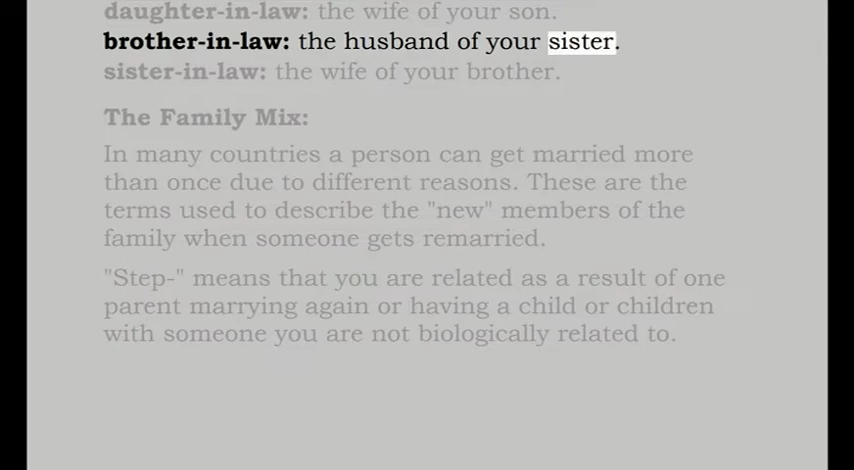 daughter-in-law: the wife of your son.
brother-in-law: the husband of your sister.
sister-in-law: the wife of your brother.
The Family Mix:
In many countries a person can get married more
than once due to different reasons. These are the
terms used to describe the "new" members of the
family when someone gets remarried.
"Step-" means that you are related as a result of one
parent marrying again or having a child or children
with someone you are not biologically related to.